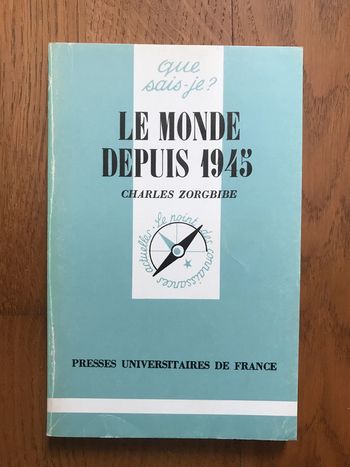 que
sais-je?
LE MONDE
DEPUIS 1945
CHARLES ZORGBIBE
le point des connaissances actuelles
PRESSES UNIVERSITAIRES DE FRANCE